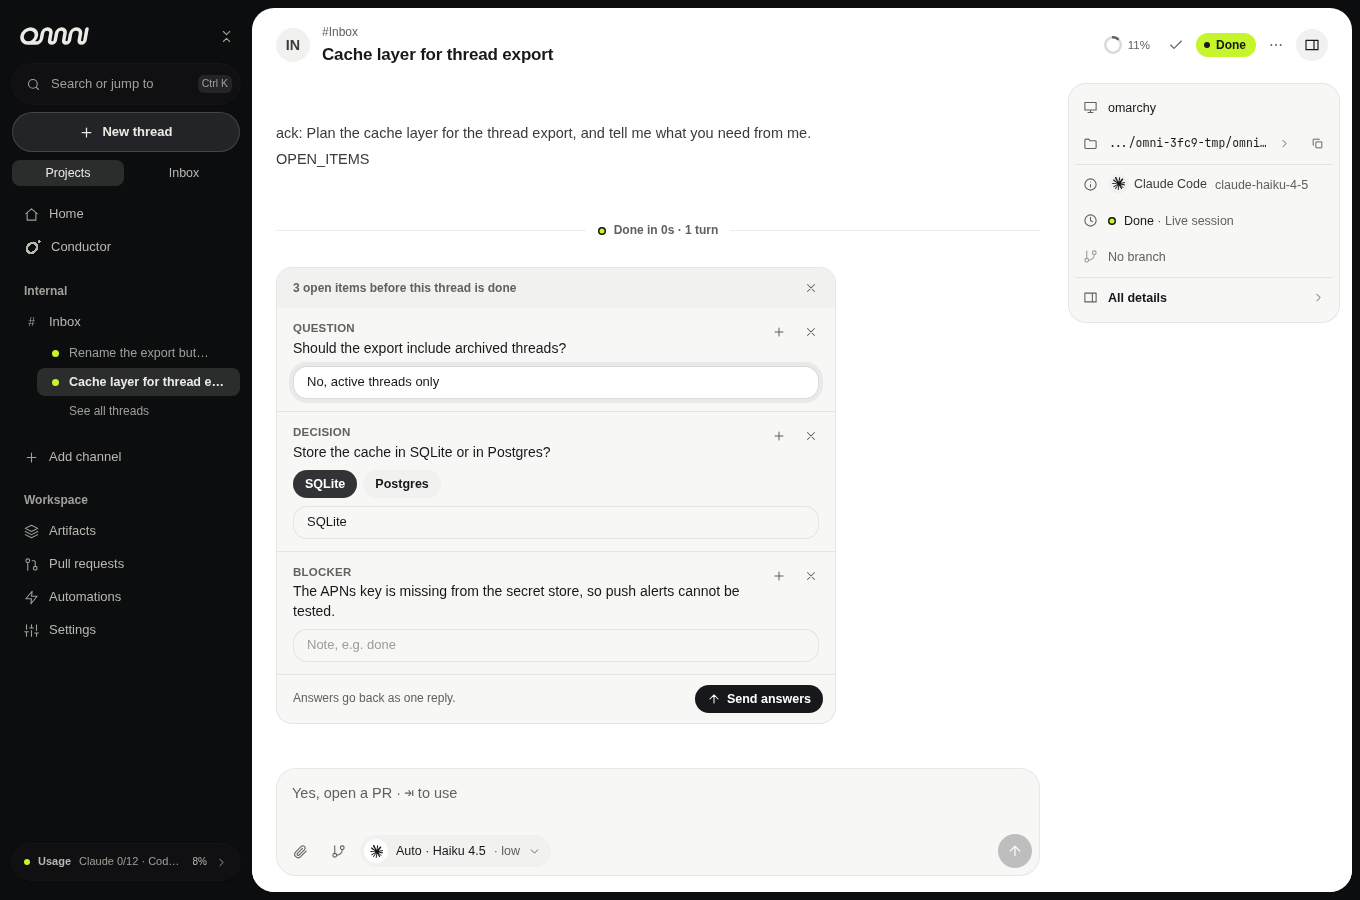 omni
Search or jump to
Ctrl K
New thread
Projects
Inbox
Home
Conductor
Internal
# Inbox
Rename the export but…
Cache layer for thread e…
See all threads
Add channel
Workspace
Artifacts
Pull requests
Automations
Settings
Usage Claude 0/12 · Cod… 8%
IN
#Inbox
Cache layer for thread export
11%
Done
ack: Plan the cache layer for the thread export, and tell me what you need from me.
OPEN_ITEMS
Done in 0s · 1 turn
3 open items before this thread is done
QUESTION
Should the export include archived threads?
No, active threads only
DECISION
Store the cache in SQLite or in Postgres?
SQLite
Postgres
SQLite
BLOCKER
The APNs key is missing from the secret store, so push alerts cannot be
tested.
Note, e.g. done
Answers go back as one reply.
Send answers
Yes, open a PR · ⇥ to use
Auto · Haiku 4.5 · low
omarchy
.../omni-3fc9-tmp/omni…
Claude Code claude-haiku-4-5
Done · Live session
No branch
All details